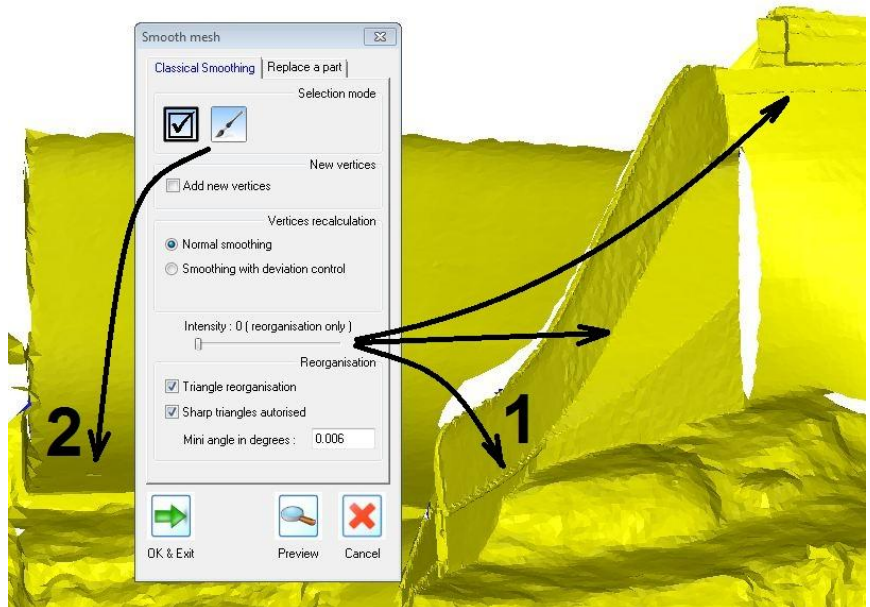 Smooth mesh
Classical Smoothing Replace a part
Selection mode
New vertices
Add new vertices
Vertices recalculation
Normal smoothing
Smoothing with deviation control
Intensity : 0 ( reorganisation only )
Reorganisation
Triangle reorganisation
Sharp triangles autorised
Mini angle in degrees : 0.006
2 1
OK & Exit Preview Cancel